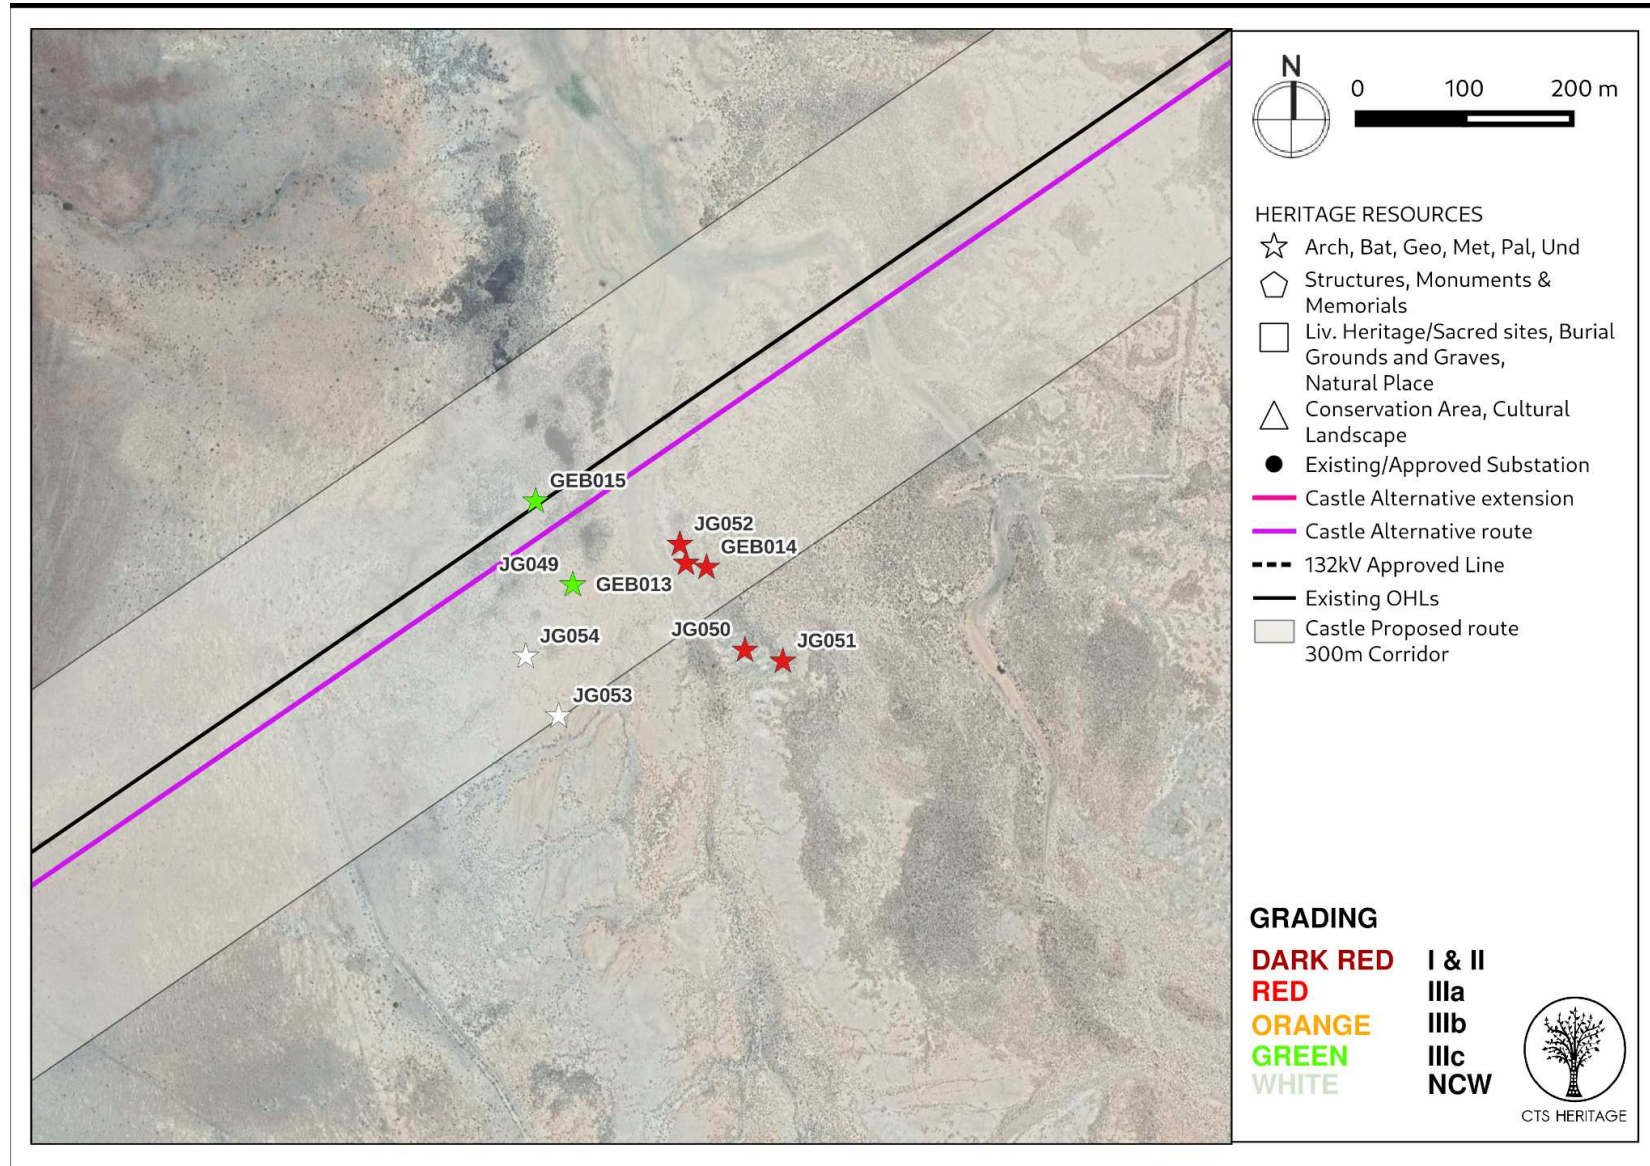 GEB015
JG052
GEB014
JG049
GEB013
JG054
JG050
JG051
JG053
N
0 100 200 m
HERITAGE RESOURCES
Arch, Bat, Geo, Met, Pal, Und
Structures, Monuments &
Memorials
Liv. Heritage/Sacred sites, Burial
Grounds and Graves,
Natural Place
Conservation Area, Cultural
Landscape
Existing/Approved Substation
Castle Alternative extension
Castle Alternative route
132kV Approved Line
Existing OHLs
Castle Proposed route
300m Corridor
GRADING
DARK RED I & II
RED IIIa
ORANGE IIIb
GREEN IIIc
WHITE NCW
CTS HERITAGE